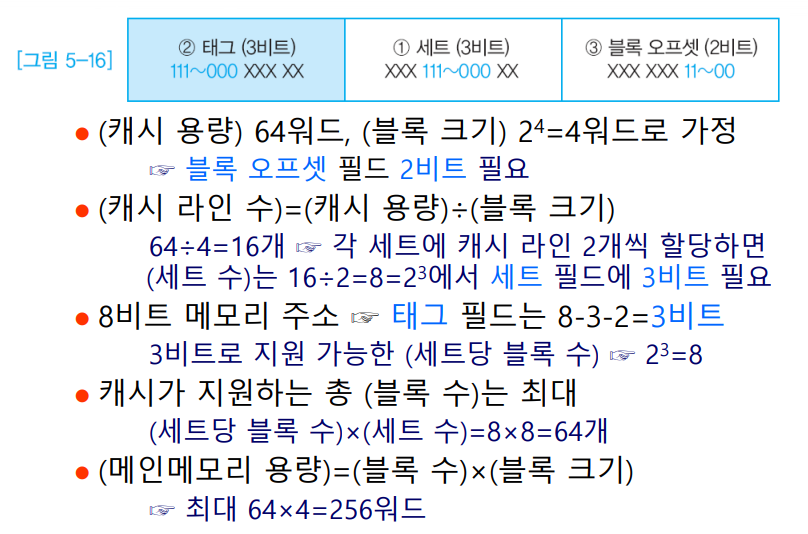 [그림 5-16]
② 태그 (3비트)
111~000 XXX XX
① 세트 (3비트)
XXX 111~000 XX
③ 블록 오프셋 (2비트)
XXX XXX 11~00
● (캐시 용량) 64워드, (블록 크기) 2⁴=4워드로 가정
☞ 블록 오프셋 필드 2비트 필요
● (캐시 라인 수)=(캐시 용량)÷(블록 크기)
64÷4=16개 ☞ 각 세트에 캐시 라인 2개씩 할당하면
(세트 수)는 16÷2=8=2³에서 세트 필드에 3비트 필요
● 8비트 메모리 주소 ☞ 태그 필드는 8-3-2=3비트
3비트로 지원 가능한 (세트당 블록 수) ☞ 2³=8
● 캐시가 지원하는 총 (블록 수)는 최대
(세트당 블록 수)×(세트 수)=8×8=64개
● (메인메모리 용량)=(블록 수)×(블록 크기)
☞ 최대 64×4=256워드